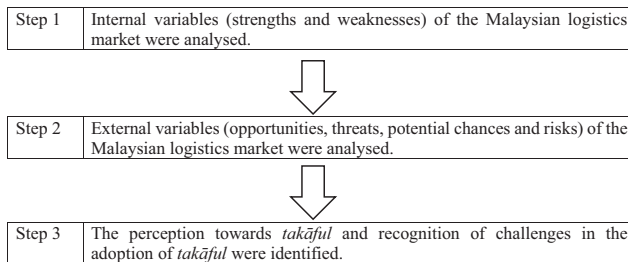 Step 1 Internal variables (strengths and weaknesses) of the Malaysian logistics
market were analysed.
Step 2 External variables (opportunities, threats, potential chances and risks) of the
Malaysian logistics market were analysed.
Step 3 The perception towards takāful and recognition of challenges in the
adoption of takāful were identified.